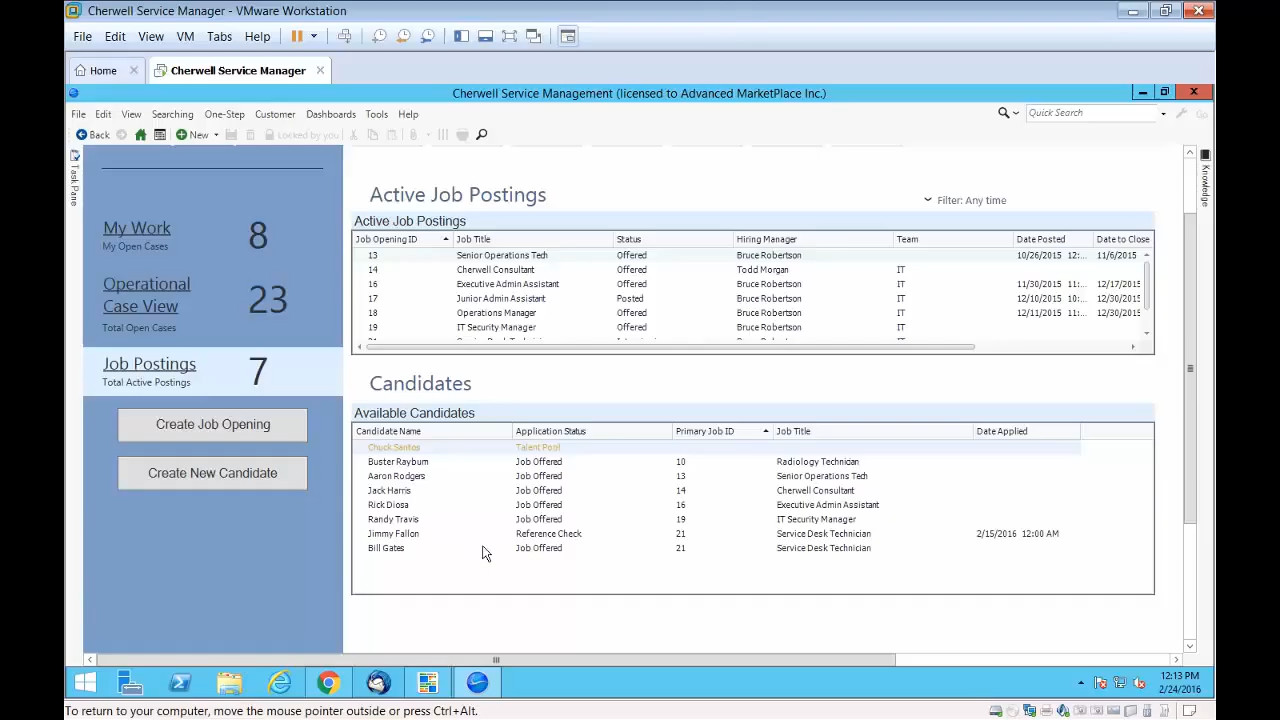 Cherwell Service Manager - VMware Workstation
File Edit View VM Tabs Help
Home Cherwell Service Manager
Cherwell Service Management (licensed to Advanced MarketPlace Inc.)
File Edit View Searching One-Step Customer Dashboards Tools Help Quick Search
Back New Locked by you
Task Pane
Knowledge
My Work 8
My Open Cases
Operational
Case View 23
Total Open Cases
Job Postings 7
Total Active Postings
Create Job Opening
Create New Candidate
Active Job Postings Filter: Any time
Active Job Postings
Job Opening ID Job Title Status Hiring Manager Team Date Posted Date to Close
13 Senior Operations Tech Offered Bruce Robertson 10/26/2015 12:... 11/6/2015
14 Cherwell Consultant Offered Todd Morgan IT
16 Executive Admin Assistant Offered Bruce Robertson IT 11/30/2015 11:... 12/17/2015
17 Junior Admin Assistant Posted Bruce Robertson IT 12/10/2015 10:... 12/30/2015
18 Operations Manager Offered Bruce Robertson IT 12/11/2015 10:... 12/30/2015
19 IT Security Manager Offered Bruce Robertson IT
Candidates
Available Candidates
Candidate Name Application Status Primary Job ID Job Title Date Applied
Chuck Santos Talent Pool
Buster Rayburn Job Offered 10 Radiology Technician
Aaron Rodgers Job Offered 13 Senior Operations Tech
Jack Harris Job Offered 14 Cherwell Consultant
Rick Diosa Job Offered 16 Executive Admin Assistant
Randy Travis Job Offered 19 IT Security Manager
Jimmy Fallon Reference Check 21 Service Desk Technician 2/15/2016 12:00 AM
Bill Gates Job Offered 21 Service Desk Technician
12:13 PM
2/24/2016
To return to your computer, move the mouse pointer outside or press Ctrl+Alt.